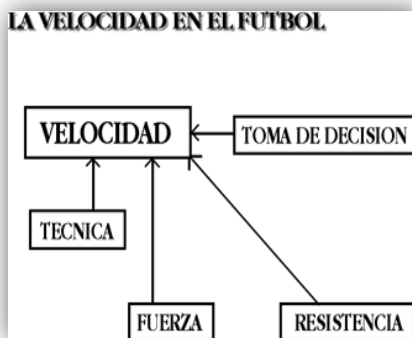 LA VELOCIDAD EN EL FUTBOL
VELOCIDAD
TOMA DE DECISION
TECNICA
FUERZA
RESISTENCIA